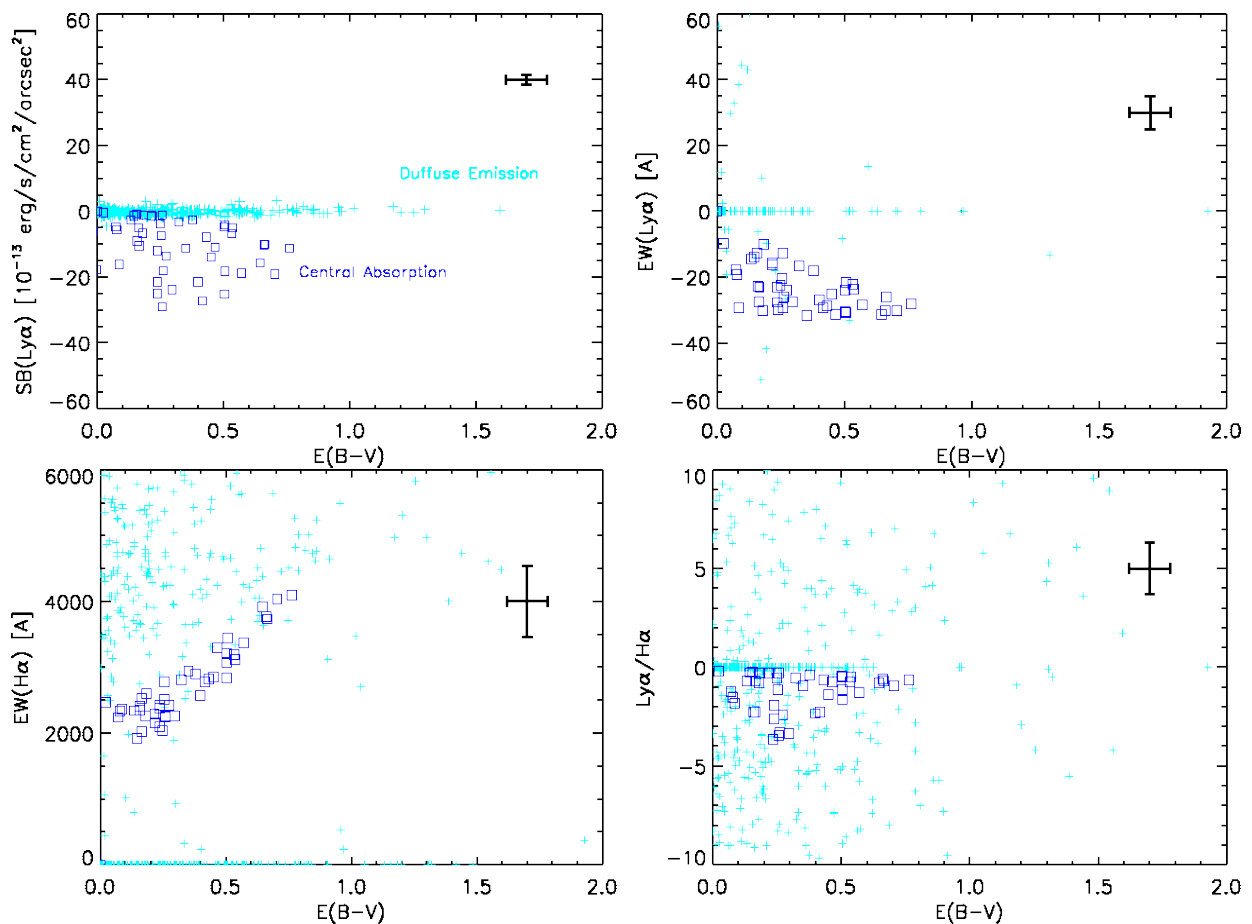 60
40
20
0
−20
−40
−60
SB(Lyα) [10⁻¹³ erg/s/cm²/arcsec²]
Duffuse Emission
Central Absorption
0.0 0.5 1.0 1.5 2.0
E(B−V)
60
40
20
0
−20
−40
−60
EW(Lyα) [A]
0.0 0.5 1.0 1.5 2.0
E(B−V)
6000
4000
2000
0
EW(Hα) [A]
0.0 0.5 1.0 1.5 2.0
E(B−V)
10
5
0
−5
−10
Lyα/Hα
0.0 0.5 1.0 1.5 2.0
E(B−V)